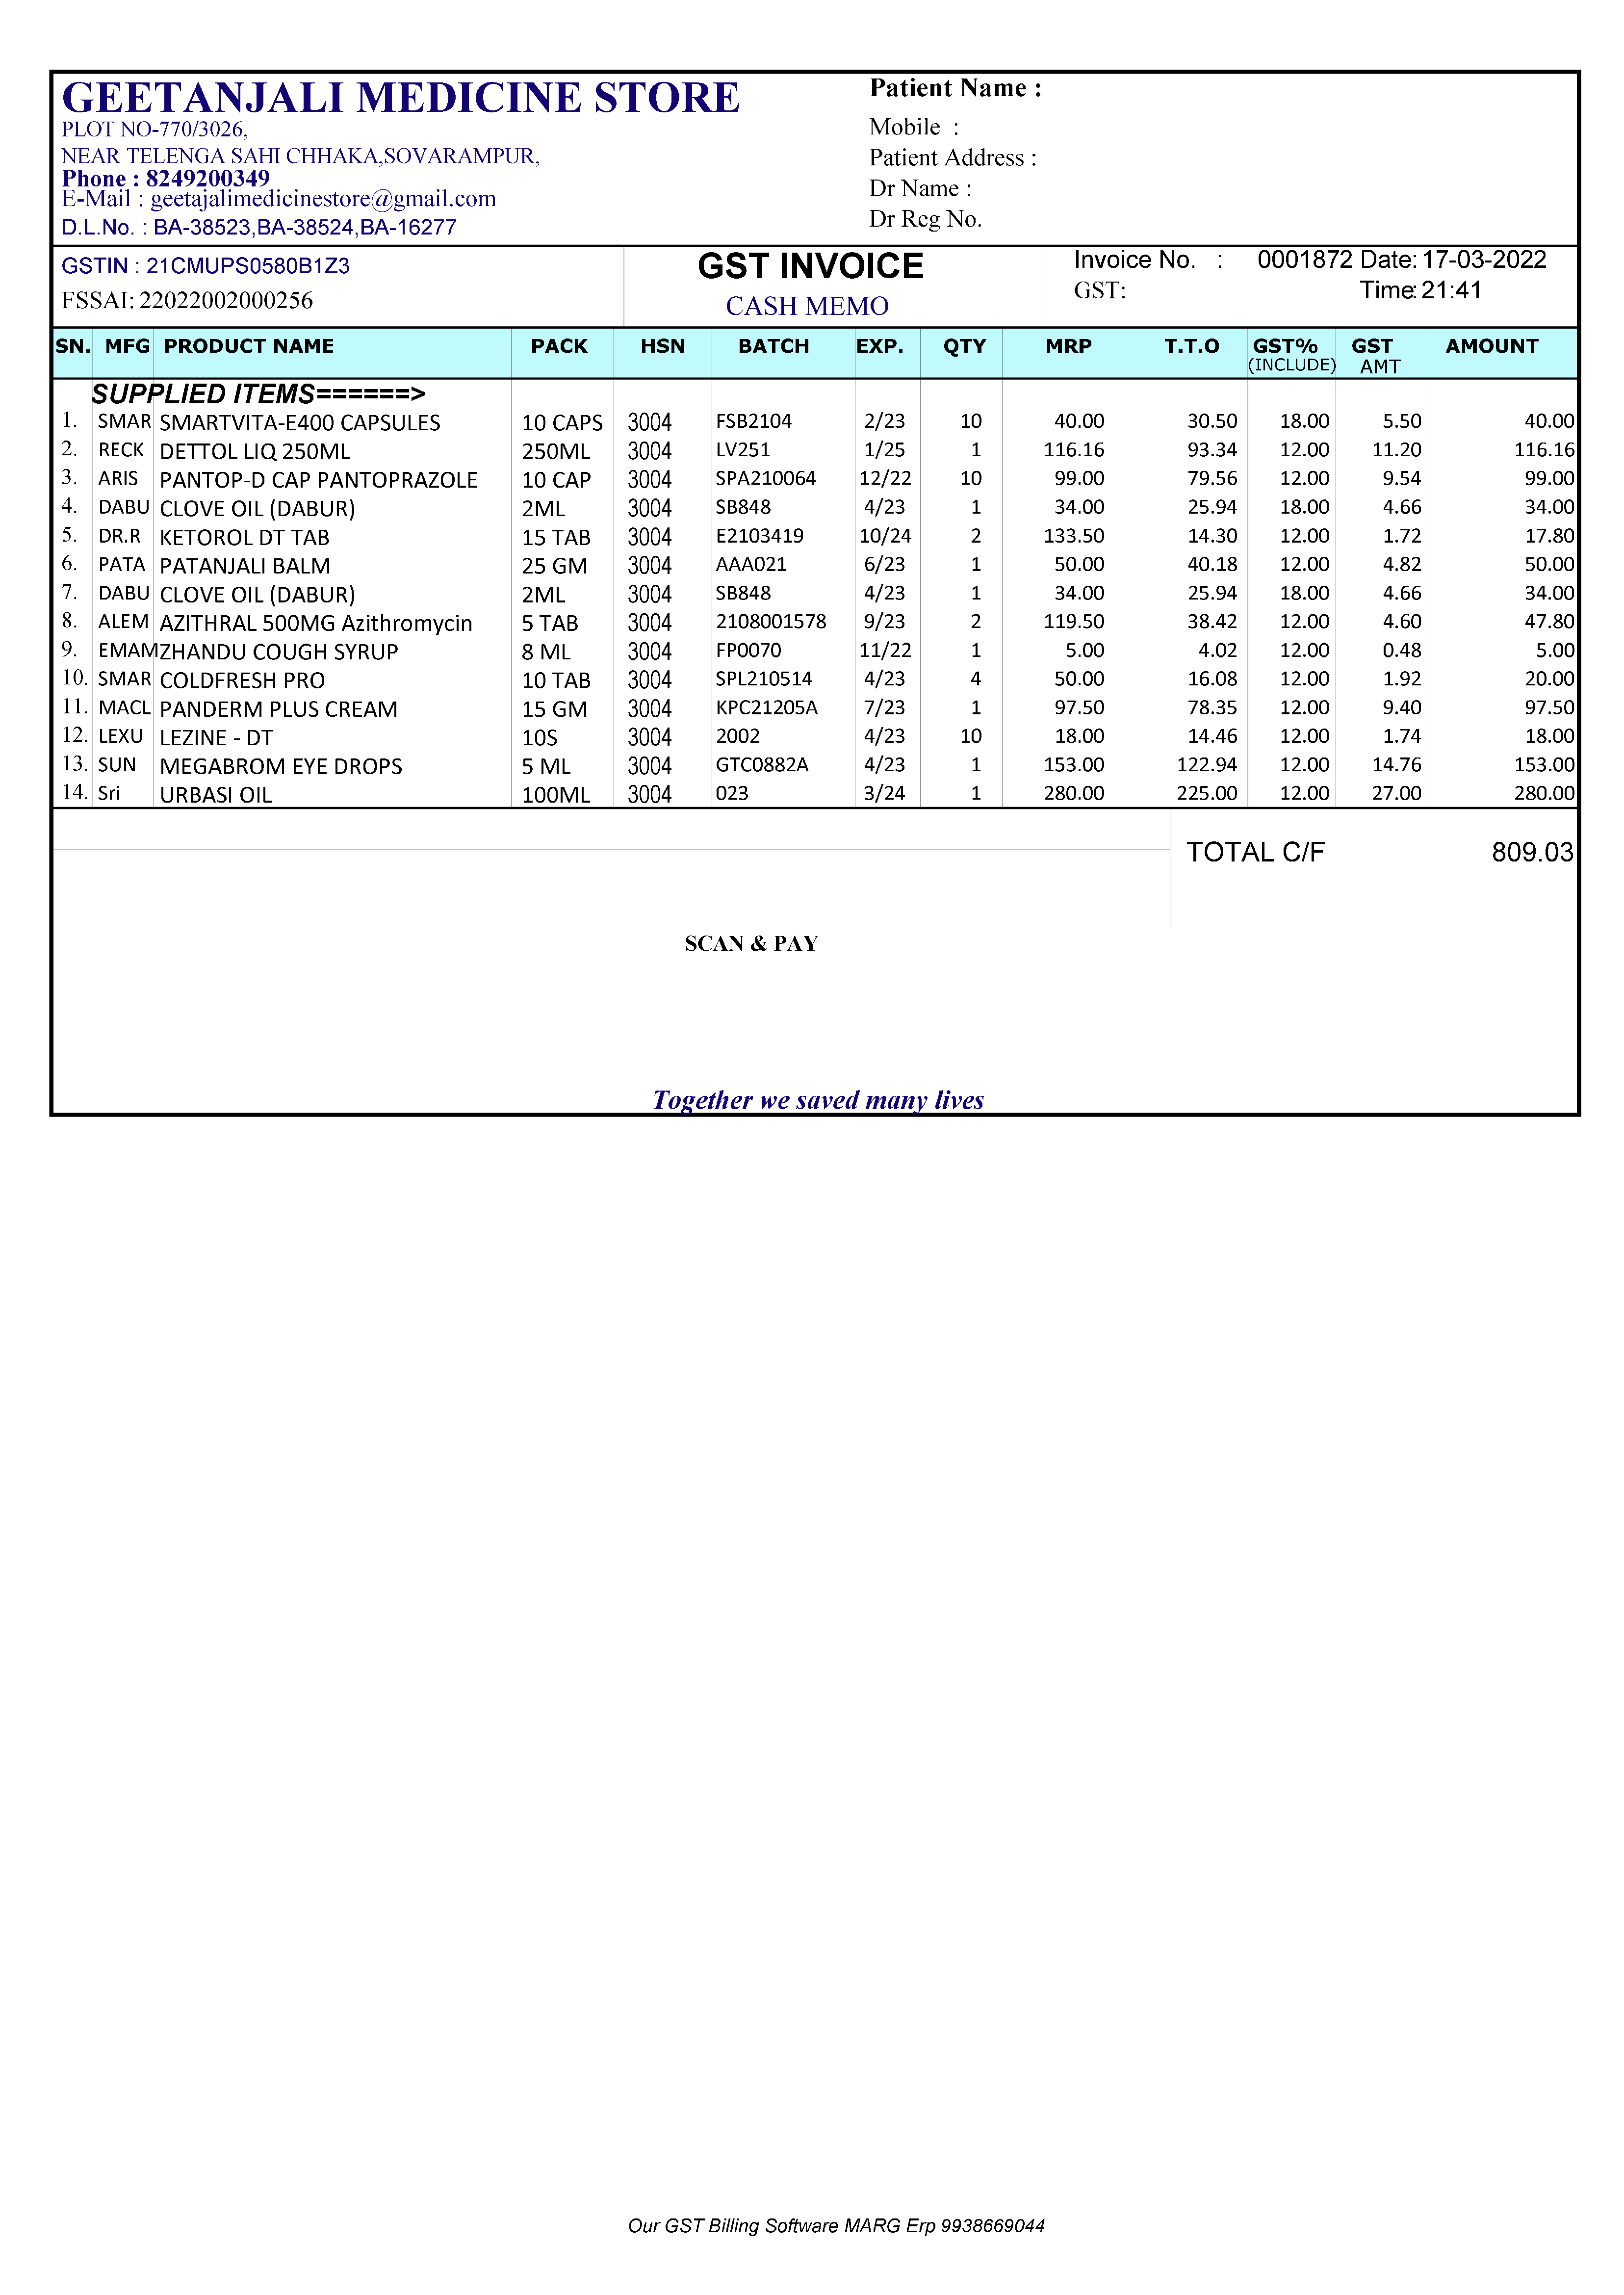 GEETANJALI MEDICINE STORE
PLOT NO-770/3026,
NEAR TELENGA SAHI CHHAKA,SOVARAMPUR,
Phone : 8249200349
E-Mail : geetajalimedicinestore@gmail.com
D.L.No. : BA-38523,BA-38524,BA-16277
Patient Name :
Mobile :
Patient Address :
Dr Name :
Dr Reg No.
GSTIN : 21CMUPS0580B1Z3
FSSAI: 22022002000256
GST INVOICE
CASH MEMO
Invoice No. : 0001872 Date: 17-03-2022
GST: Time: 21:41
SN. MFG PRODUCT NAME PACK HSN BATCH EXP. QTY MRP T.T.O GST% (INCLUDE) GST AMT AMOUNT
SUPPLIED ITEMS======>
1. SMAR SMARTVITA-E400 CAPSULES 10 CAPS 3004 FSB2104 2/23 10 40.00 30.50 18.00 5.50 40.00
2. RECK DETTOL LIQ 250ML 250ML 3004 LV251 1/25 1 116.16 93.34 12.00 11.20 116.16
3. ARIS PANTOP-D CAP PANTOPRAZOLE 10 CAP 3004 SPA210064 12/22 10 99.00 79.56 12.00 9.54 99.00
4. DABU CLOVE OIL (DABUR) 2ML 3004 SB848 4/23 1 34.00 25.94 18.00 4.66 34.00
5. DR.R KETOROL DT TAB 15 TAB 3004 E2103419 10/24 2 133.50 14.30 12.00 1.72 17.80
6. PATA PATANJALI BALM 25 GM 3004 AAA021 6/23 1 50.00 40.18 12.00 4.82 50.00
7. DABU CLOVE OIL (DABUR) 2ML 3004 SB848 4/23 1 34.00 25.94 18.00 4.66 34.00
8. ALEM AZITHRAL 500MG Azithromycin 5 TAB 3004 2108001578 9/23 2 119.50 38.42 12.00 4.60 47.80
9. EMAM ZHANDU COUGH SYRUP 8 ML 3004 FP0070 11/22 1 5.00 4.02 12.00 0.48 5.00
10. SMAR COLDFRESH PRO 10 TAB 3004 SPL210514 4/23 4 50.00 16.08 12.00 1.92 20.00
11. MACL PANDERM PLUS CREAM 15 GM 3004 KPC21205A 7/23 1 97.50 78.35 12.00 9.40 97.50
12. LEXU LEZINE - DT 10S 3004 2002 4/23 10 18.00 14.46 12.00 1.74 18.00
13. SUN MEGABROM EYE DROPS 5 ML 3004 GTC0882A 4/23 1 153.00 122.94 12.00 14.76 153.00
14. Sri URBASI OIL 100ML 3004 023 3/24 1 280.00 225.00 12.00 27.00 280.00
TOTAL C/F 809.03
SCAN & PAY
Together we saved many lives
Our GST Billing Software MARG Erp 9938669044